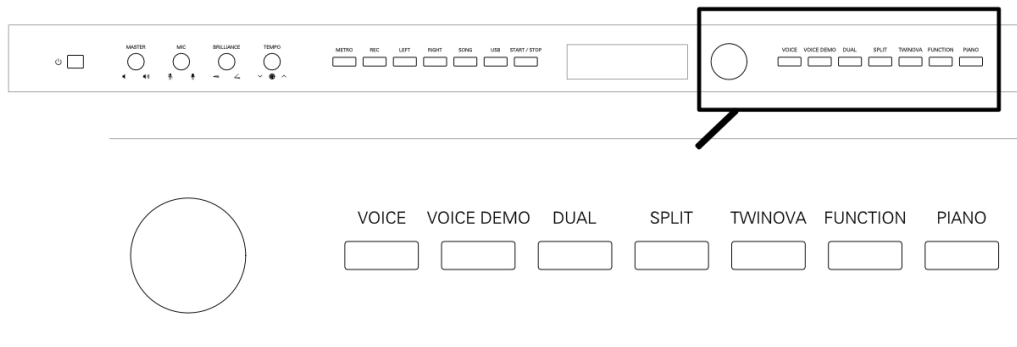 MASTER MIC BRILLIANCE TEMPO METRO REC LEFT RIGHT SONG USB START / STOP VOICE VOICE DEMO DUAL SPLIT TWINOVA FUNCTION PIANO
VOICE VOICE DEMO DUAL SPLIT TWINOVA FUNCTION PIANO